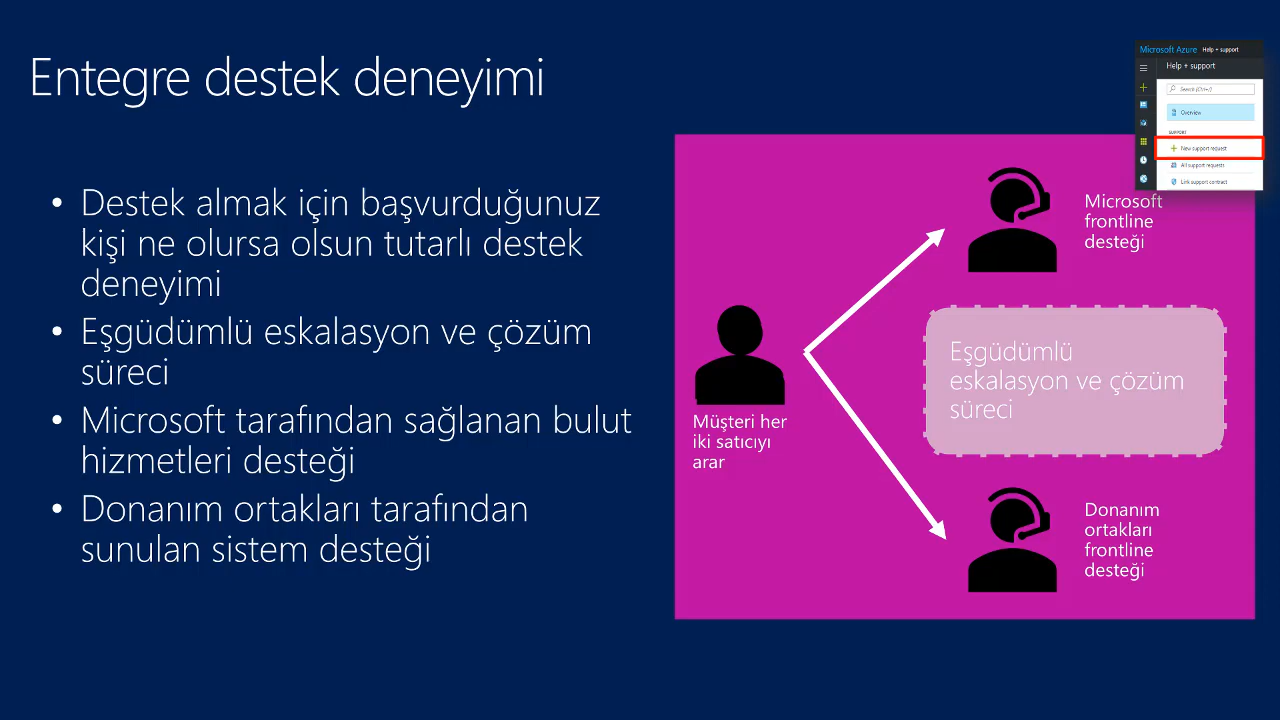 Entegre destek deneyimi
• Destek almak için başvurduğunuz
kişi ne olursa olsun tutarlı destek
deneyimi
• Eşgüdümlü eskalasyon ve çözüm
süreci
• Microsoft tarafından sağlanan bulut
hizmetleri desteği
• Donanım ortakları tarafından
sunulan sistem desteği
Microsoft Azure Help + support
Help + support
Search (Ctrl+/)
Overview
SUPPORT
New support request
All support requests
Link support contract
Microsoft
frontline
desteği
Müşteri her
iki satıcıyı
arar
Eşgüdümlü
eskalasyon ve çözüm
süreci
Donanım
ortakları
frontline
desteği